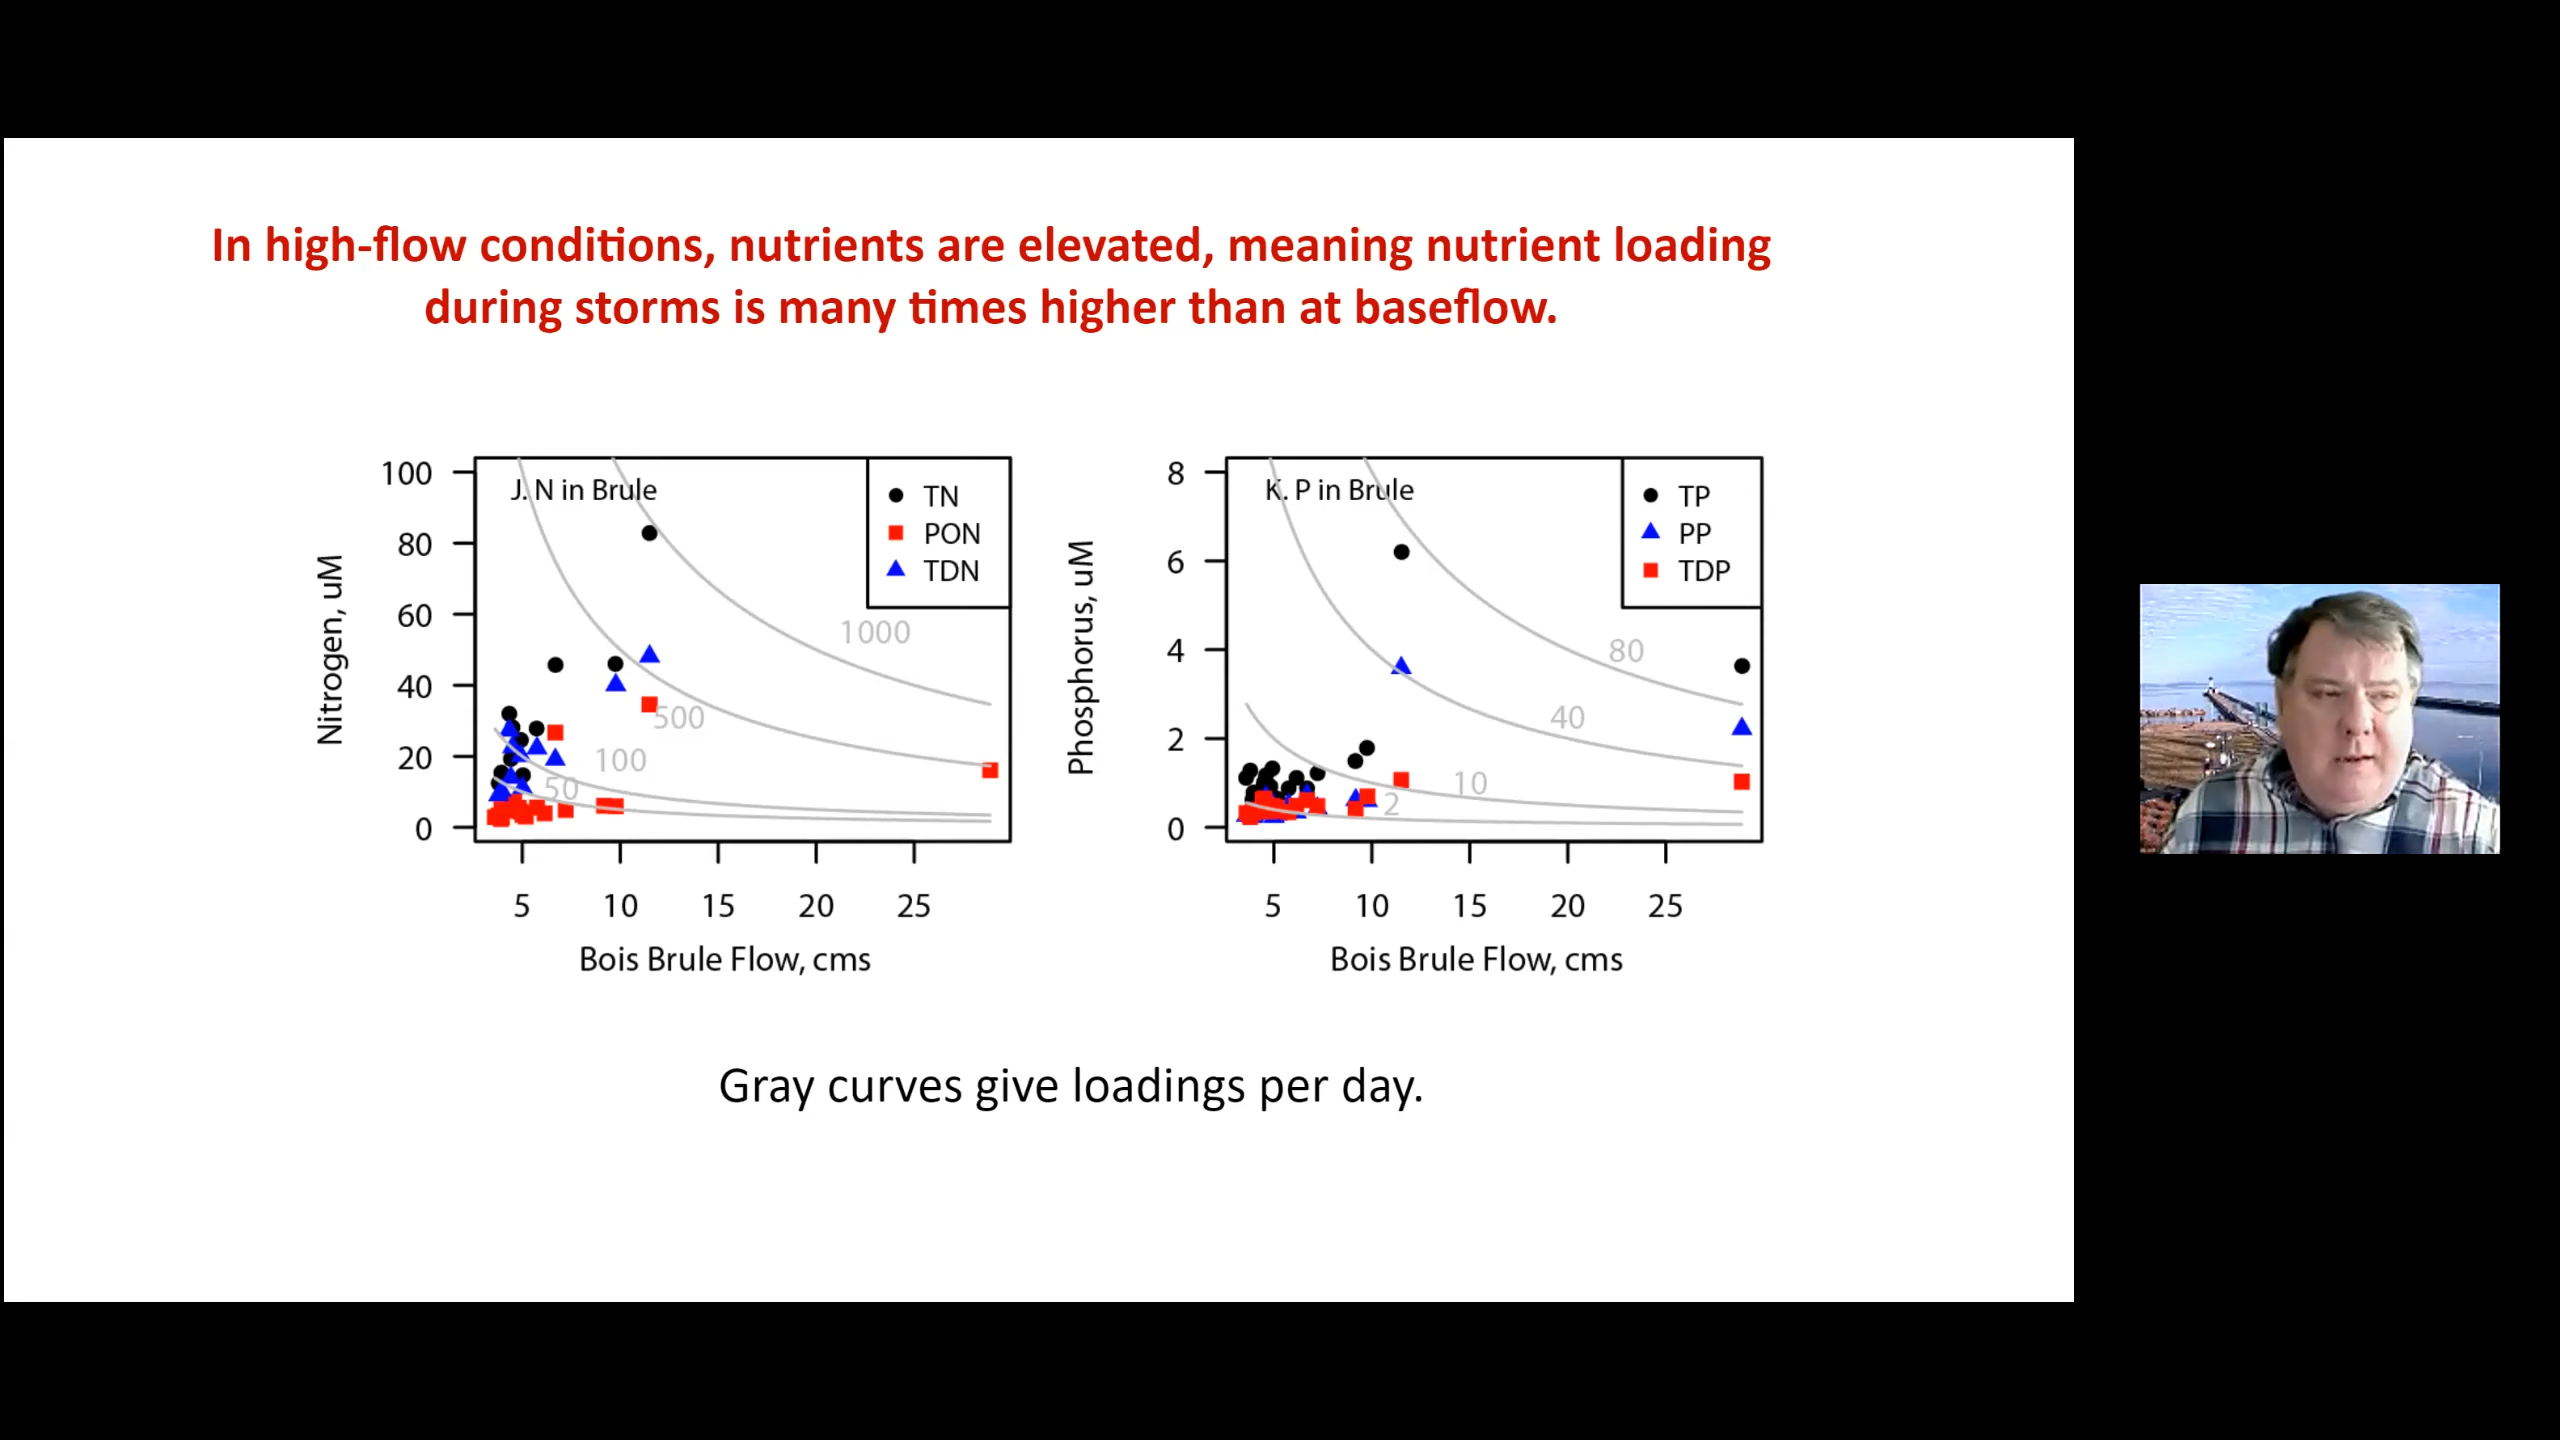 In high-flow conditions, nutrients are elevated, meaning nutrient loading
during storms is many times higher than at baseflow.
J. N in Brule
TN
PON
TDN
Nitrogen, uM
100
80
60
40
20
0
1000
500
100
50
5 10 15 20 25
Bois Brule Flow, cms
K. P in Brule
TP
PP
TDP
Phosphorus, uM
8
6
4
2
0
80
40
10
2
5 10 15 20 25
Bois Brule Flow, cms
Gray curves give loadings per day.